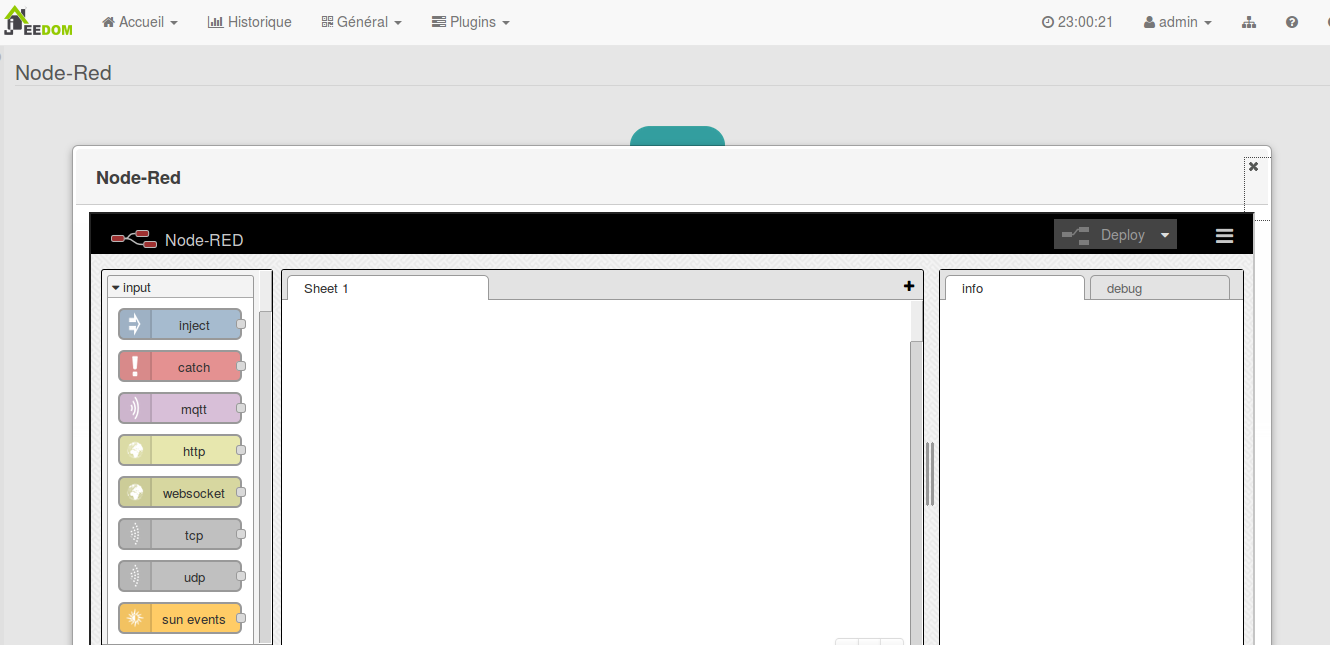 JEEDOM Accueil Historique Général Plugins 23:00:21 admin
Node-Red
Node-Red
Node-RED Deploy
input Sheet 1 info debug
inject
catch
mqtt
http
websocket
tcp
udp
sun events